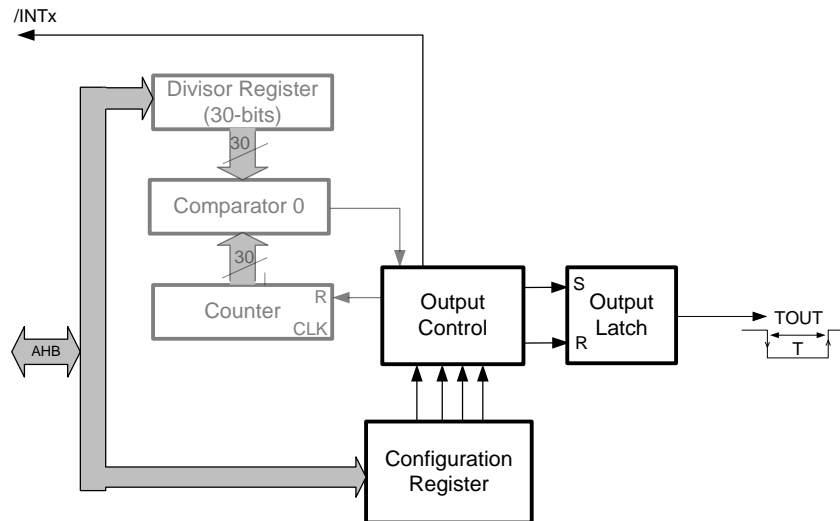 /INTx
Divisor Register
(30-bits)
30
Comparator 0
30
R
Counter
CLK
AHB
Output
Control
S
R
Output
Latch
TOUT
T
Configuration
Register